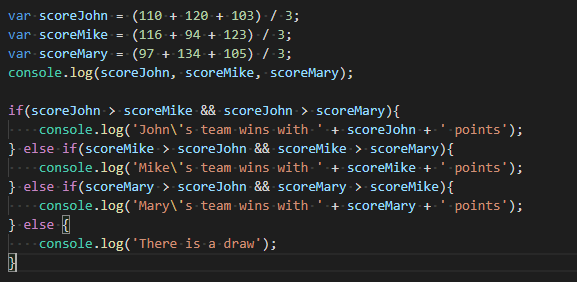 var scoreJohn = (110 + 120 + 103) / 3;
var scoreMike = (116 + 94 + 123) / 3;
var scoreMary = (97 + 134 + 105) / 3;
console.log(scoreJohn, scoreMike, scoreMary);

if(scoreJohn > scoreMike && scoreJohn > scoreMary){
    console.log('John\'s team wins with ' + scoreJohn + ' points');
} else if(scoreMike > scoreJohn && scoreMike > scoreMary){
    console.log('Mike\'s team wins with ' + scoreMike + ' points');
} else if(scoreMary > scoreJohn && scoreMary > scoreMike){
    console.log('Mary\'s team wins with ' + scoreMary + ' points');
} else {
    console.log('There is a draw');
}